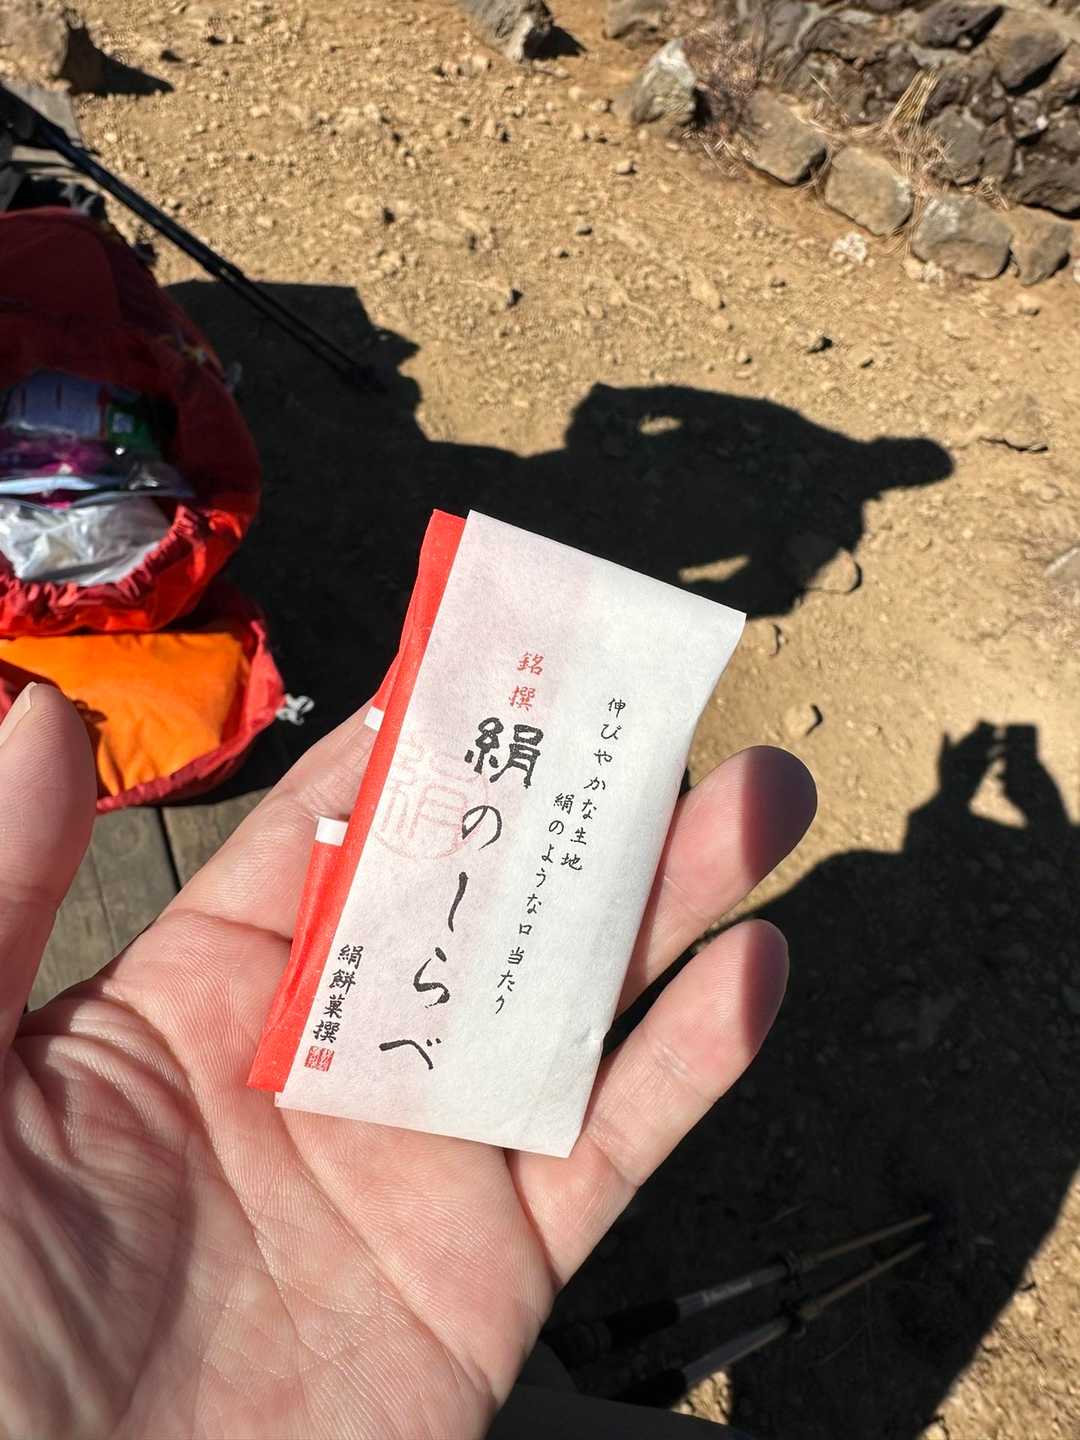 伸びやかな生地
絹のような口当たり
銘撰
絹のしらべ
絹
絹餅菓撰